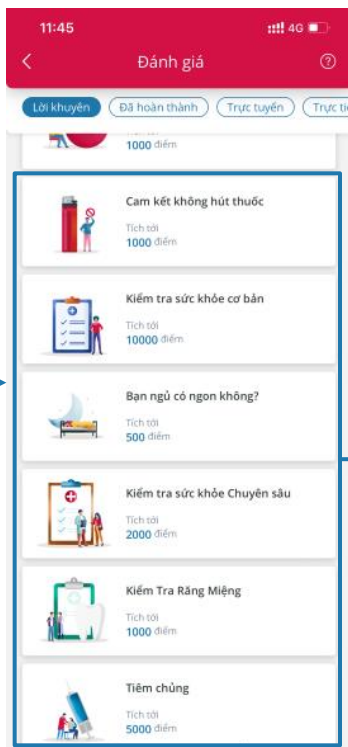 11:45
4G
Đánh giá
Lời khuyên
Đã hoàn thành
Trực tuyến
Trực ti
1000 điểm
Cam kết không hút thuốc
Tích tới
1000 điểm
Kiểm tra sức khỏe cơ bản
Tích tới
10000 điểm
Bạn ngủ có ngon không?
Tích tới
500 điểm
Kiểm tra sức khỏe Chuyên sâu
Tích tới
2000 điểm
Kiểm Tra Răng Miệng
Tích tới
1000 điểm
Tiêm chủng
Tích tới
5000 điểm